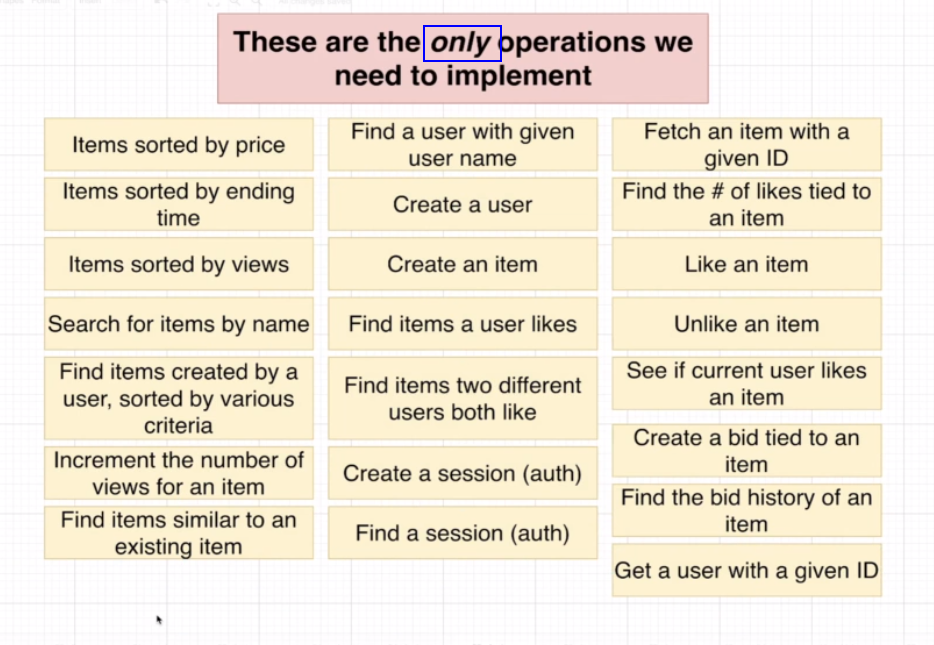 These are the only operations we
need to implement
Items sorted by price
Items sorted by ending
time
Items sorted by views
Search for items by name
Find items created by a
user, sorted by various
criteria
Increment the number of
views for an item
Find items similar to an
existing item
Find a user with given
user name
Create a user
Create an item
Find items a user likes
Find items two different
users both like
Create a session (auth)
Find a session (auth)
Fetch an item with a
given ID
Find the # of likes tied to
an item
Like an item
Unlike an item
See if current user likes
an item
Create a bid tied to an
item
Find the bid history of an
item
Get a user with a given ID